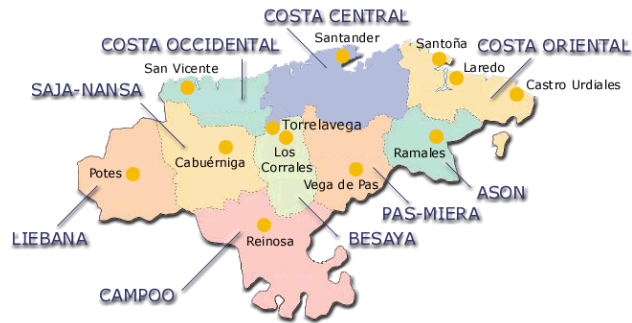 COSTA CENTRAL
COSTA OCCIDENTAL
Santander
Santoña
COSTA ORIENTAL
San Vicente
Laredo
SAJA-NANSA
Castro Urdiales
Torrelavega
Los
Corrales
Cabuérniga
Ramales
Potes
Vega de Pas
ASON
PAS-MIERA
LIEBANA
Reinosa
BESAYA
CAMPOO